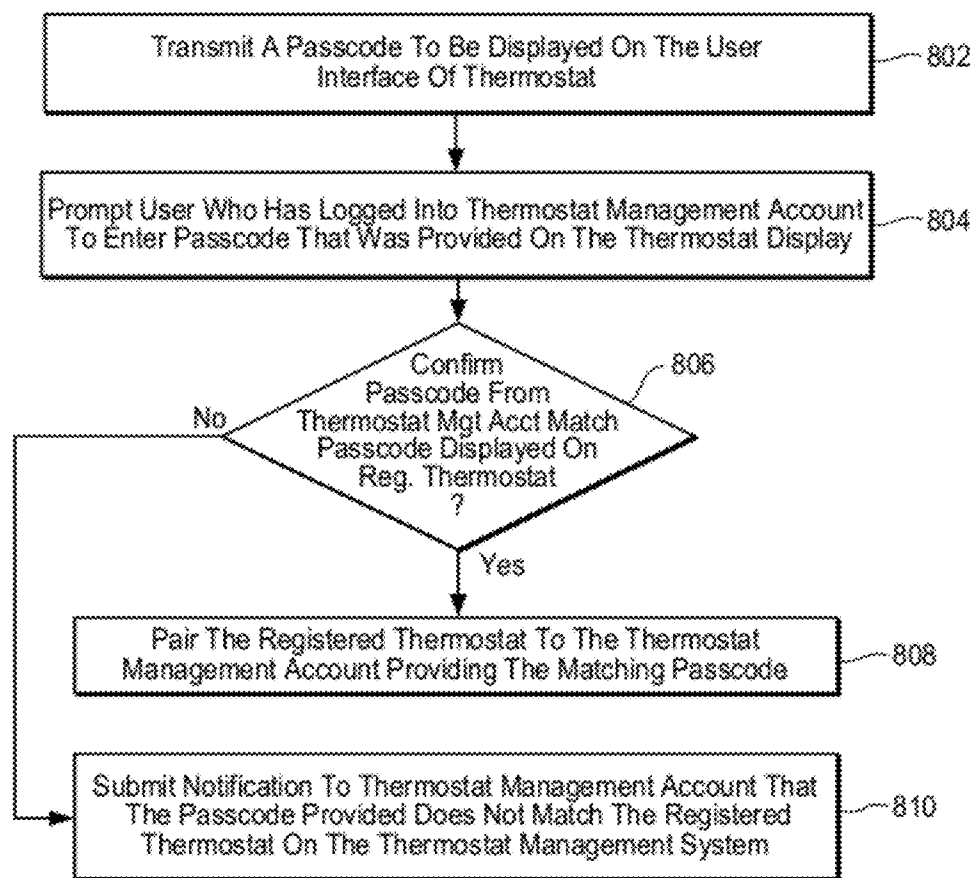 Transmit A Passcode To Be Displayed On The User
Interface Of Thermostat
802
Prompt User Who Has Logged Into Thermostat Management Account
To Enter Passcode That Was Provided On The Thermostat Display
804
Confirm
Passcode From
Thermostat Mgt Acct Match
Passcode Displayed On
Reg. Thermostat
?
806
No
Yes
Pair The Registered Thermostat To The Thermostat
Management Account Providing The Matching Passcode
808
Submit Notification To Thermostat Management Account That
The Passcode Provided Does Not Match The Registered
Thermostat On The Thermostat Management System
810